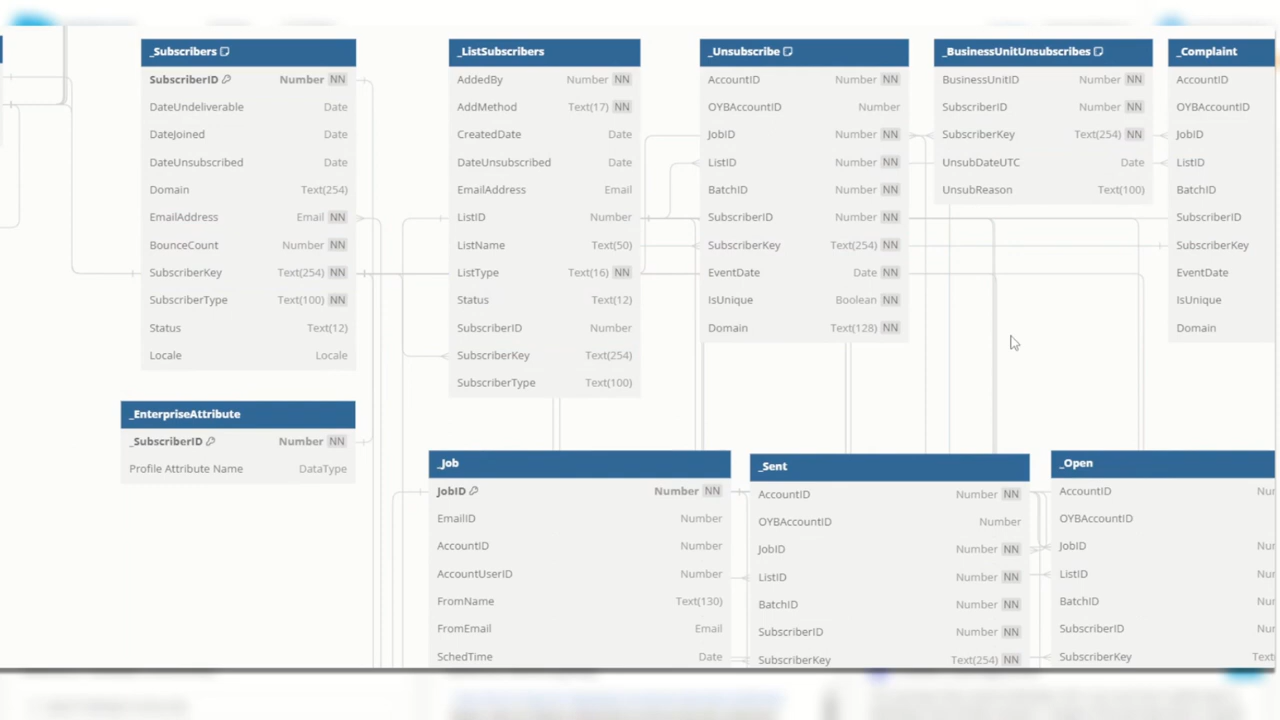 _Subscribers
SubscriberID Number NN
DateUndeliverable Date
DateJoined Date
DateUnsubscribed Date
Domain Text(254)
EmailAddress Email NN
BounceCount Number NN
SubscriberKey Text(254) NN
SubscriberType Text(100) NN
Status Text(12)
Locale Locale
_EnterpriseAttribute
_SubscriberID Number NN
Profile Attribute Name DataType
_ListSubscribers
AddedBy Number NN
AddMethod Text(17) NN
CreatedDate Date
DateUnsubscribed Date
EmailAddress Email
ListID Number
ListName Text(50)
ListType Text(16) NN
Status Text(12)
SubscriberID Number
SubscriberKey Text(254)
SubscriberType Text(100)
_Unsubscribe
AccountID Number NN
OYBAccountID Number
JobID Number NN
ListID Number NN
BatchID Number NN
SubscriberID Number NN
SubscriberKey Text(254) NN
EventDate Date NN
IsUnique Boolean NN
Domain Text(128) NN
_BusinessUnitUnsubscribes
BusinessUnitID Number NN
SubscriberID Number NN
SubscriberKey Text(254) NN
UnsubDateUTC Date
UnsubReason Text(100)
_Complaint
AccountID
OYBAccountID
JobID
ListID
BatchID
SubscriberID
SubscriberKey
EventDate
IsUnique
Domain
_Job
JobID Number NN
EmailID Number
AccountID Number
AccountUserID Number
FromName Text(130)
FromEmail Email
SchedTime Date
_Sent
AccountID Number NN
OYBAccountID Number
JobID Number NN
ListID Number NN
BatchID Number NN
SubscriberID Number NN
SubscriberKey Text(254) NN
_Open
AccountID
OYBAccountID
JobID
ListID
BatchID
SubscriberID
SubscriberKey